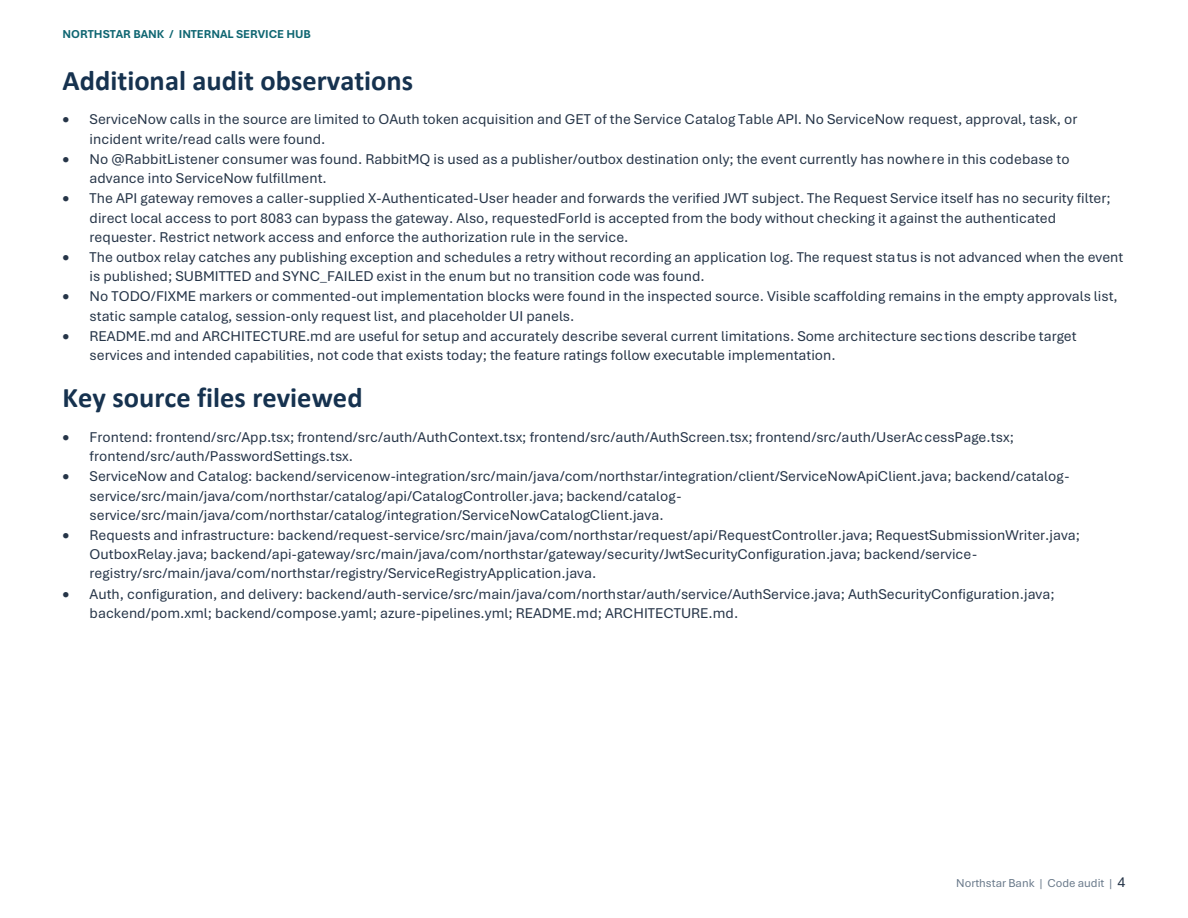 NORTHSTAR BANK / INTERNAL SERVICE HUB
Additional audit observations
• ServiceNow calls in the source are limited to OAuth token acquisition and GET of the Service Catalog Table API. No ServiceNow request, approval, task, or
incident write/read calls were found.
• No @RabbitListener consumer was found. RabbitMQ is used as a publisher/outbox destination only; the event currently has nowhere in this codebase to
advance into ServiceNow fulfillment.
• The API gateway removes a caller-supplied X-Authenticated-User header and forwards the verified JWT subject. The Request Service itself has no security filter;
direct local access to port 8083 can bypass the gateway. Also, requestedForId is accepted from the body without checking it against the authenticated
requester. Restrict network access and enforce the authorization rule in the service.
• The outbox relay catches any publishing exception and schedules a retry without recording an application log. The request status is not advanced when the event
is published; SUBMITTED and SYNC_FAILED exist in the enum but no transition code was found.
• No TODO/FIXME markers or commented-out implementation blocks were found in the inspected source. Visible scaffolding remains in the empty approvals list,
static sample catalog, session-only request list, and placeholder UI panels.
• README.md and ARCHITECTURE.md are useful for setup and accurately describe several current limitations. Some architecture sections describe target
services and intended capabilities, not code that exists today; the feature ratings follow executable implementation.
Key source files reviewed
• Frontend: frontend/src/App.tsx; frontend/src/auth/AuthContext.tsx; frontend/src/auth/AuthScreen.tsx; frontend/src/auth/UserAccessPage.tsx;
frontend/src/auth/PasswordSettings.tsx.
• ServiceNow and Catalog: backend/servicenow-integration/src/main/java/com/northstar/integration/client/ServiceNowApiClient.java; backend/catalog-
service/src/main/java/com/northstar/catalog/api/CatalogController.java; backend/catalog-
service/src/main/java/com/northstar/catalog/integration/ServiceNowCatalogClient.java.
• Requests and infrastructure: backend/request-service/src/main/java/com/northstar/request/api/RequestController.java; RequestSubmissionWriter.java;
OutboxRelay.java; backend/api-gateway/src/main/java/com/northstar/gateway/security/JwtSecurityConfiguration.java; backend/service-
registry/src/main/java/com/northstar/registry/ServiceRegistryApplication.java.
• Auth, configuration, and delivery: backend/auth-service/src/main/java/com/northstar/auth/service/AuthService.java; AuthSecurityConfiguration.java;
backend/pom.xml; backend/compose.yaml; azure-pipelines.yml; README.md; ARCHITECTURE.md.
Northstar Bank | Code audit | 4